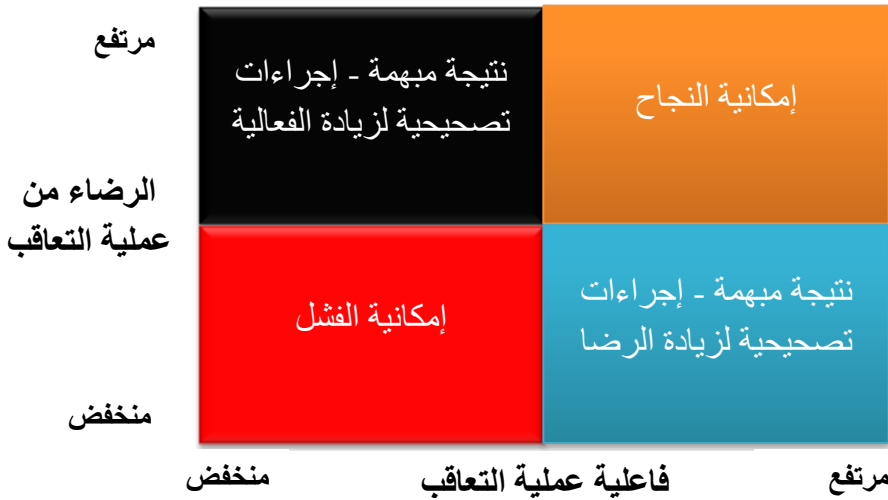 مرتفع
نتيجة مبهمة - إجراءات
تصحيحية لزيادة الفعالية
إمكانية النجاح
الرضاء من
عملية التعاقب
إمكانية الفشل
نتيجة مبهمة - إجراءات
تصحيحية لزيادة الرضا
منخفض
منخفض
فاعلية عملية التعاقب
مرتفع